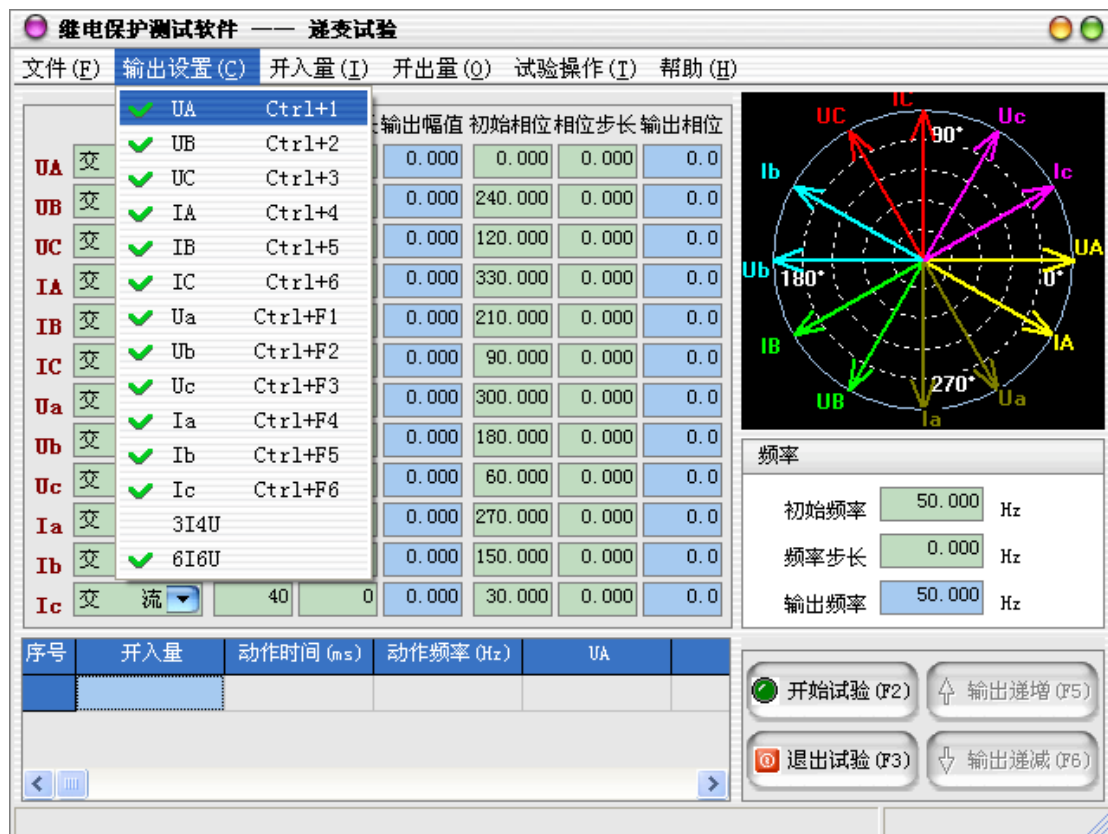 继电保护测试软件 —— 递变试验
文件(F) 输出设置(C) 开入量(I) 开出量(O) 试验操作(T) 帮助(H)
UA Ctrl+1
UB Ctrl+2
UC Ctrl+3
IA Ctrl+4
IB Ctrl+5
IC Ctrl+6
Ua Ctrl+F1
Ub Ctrl+F2
Uc Ctrl+F3
Ia Ctrl+F4
Ib Ctrl+F5
Ic Ctrl+F6
3I4U
6I6U
输出幅值 初始相位 相位步长 输出相位
UA 交 0.000 0.000 0.000 0.0
UB 交 0.000 240.000 0.000 0.0
UC 交 0.000 120.000 0.000 0.0
IA 交 0.000 330.000 0.000 0.0
IB 交 0.000 210.000 0.000 0.0
IC 交 0.000 90.000 0.000 0.0
Ua 交 0.000 300.000 0.000 0.0
Ub 交 0.000 180.000 0.000 0.0
Uc 交 0.000 60.000 0.000 0.0
Ia 交 0.000 270.000 0.000 0.0
Ib 交 0.000 150.000 0.000 0.0
Ic 交 流 40 0 0.000 30.000 0.000 0.0
UC IC Uc
90°
Ib Ic
Ub 180° 0° UA
IB IA
270°
UB Ia Ua
频率
初始频率 50.000 Hz
频率步长 0.000 Hz
输出频率 50.000 Hz
序号 开入量 动作时间(ms) 动作频率(Hz) UA
开始试验(F2) 输出递增(F5)
退出试验(F3) 输出递减(F6)